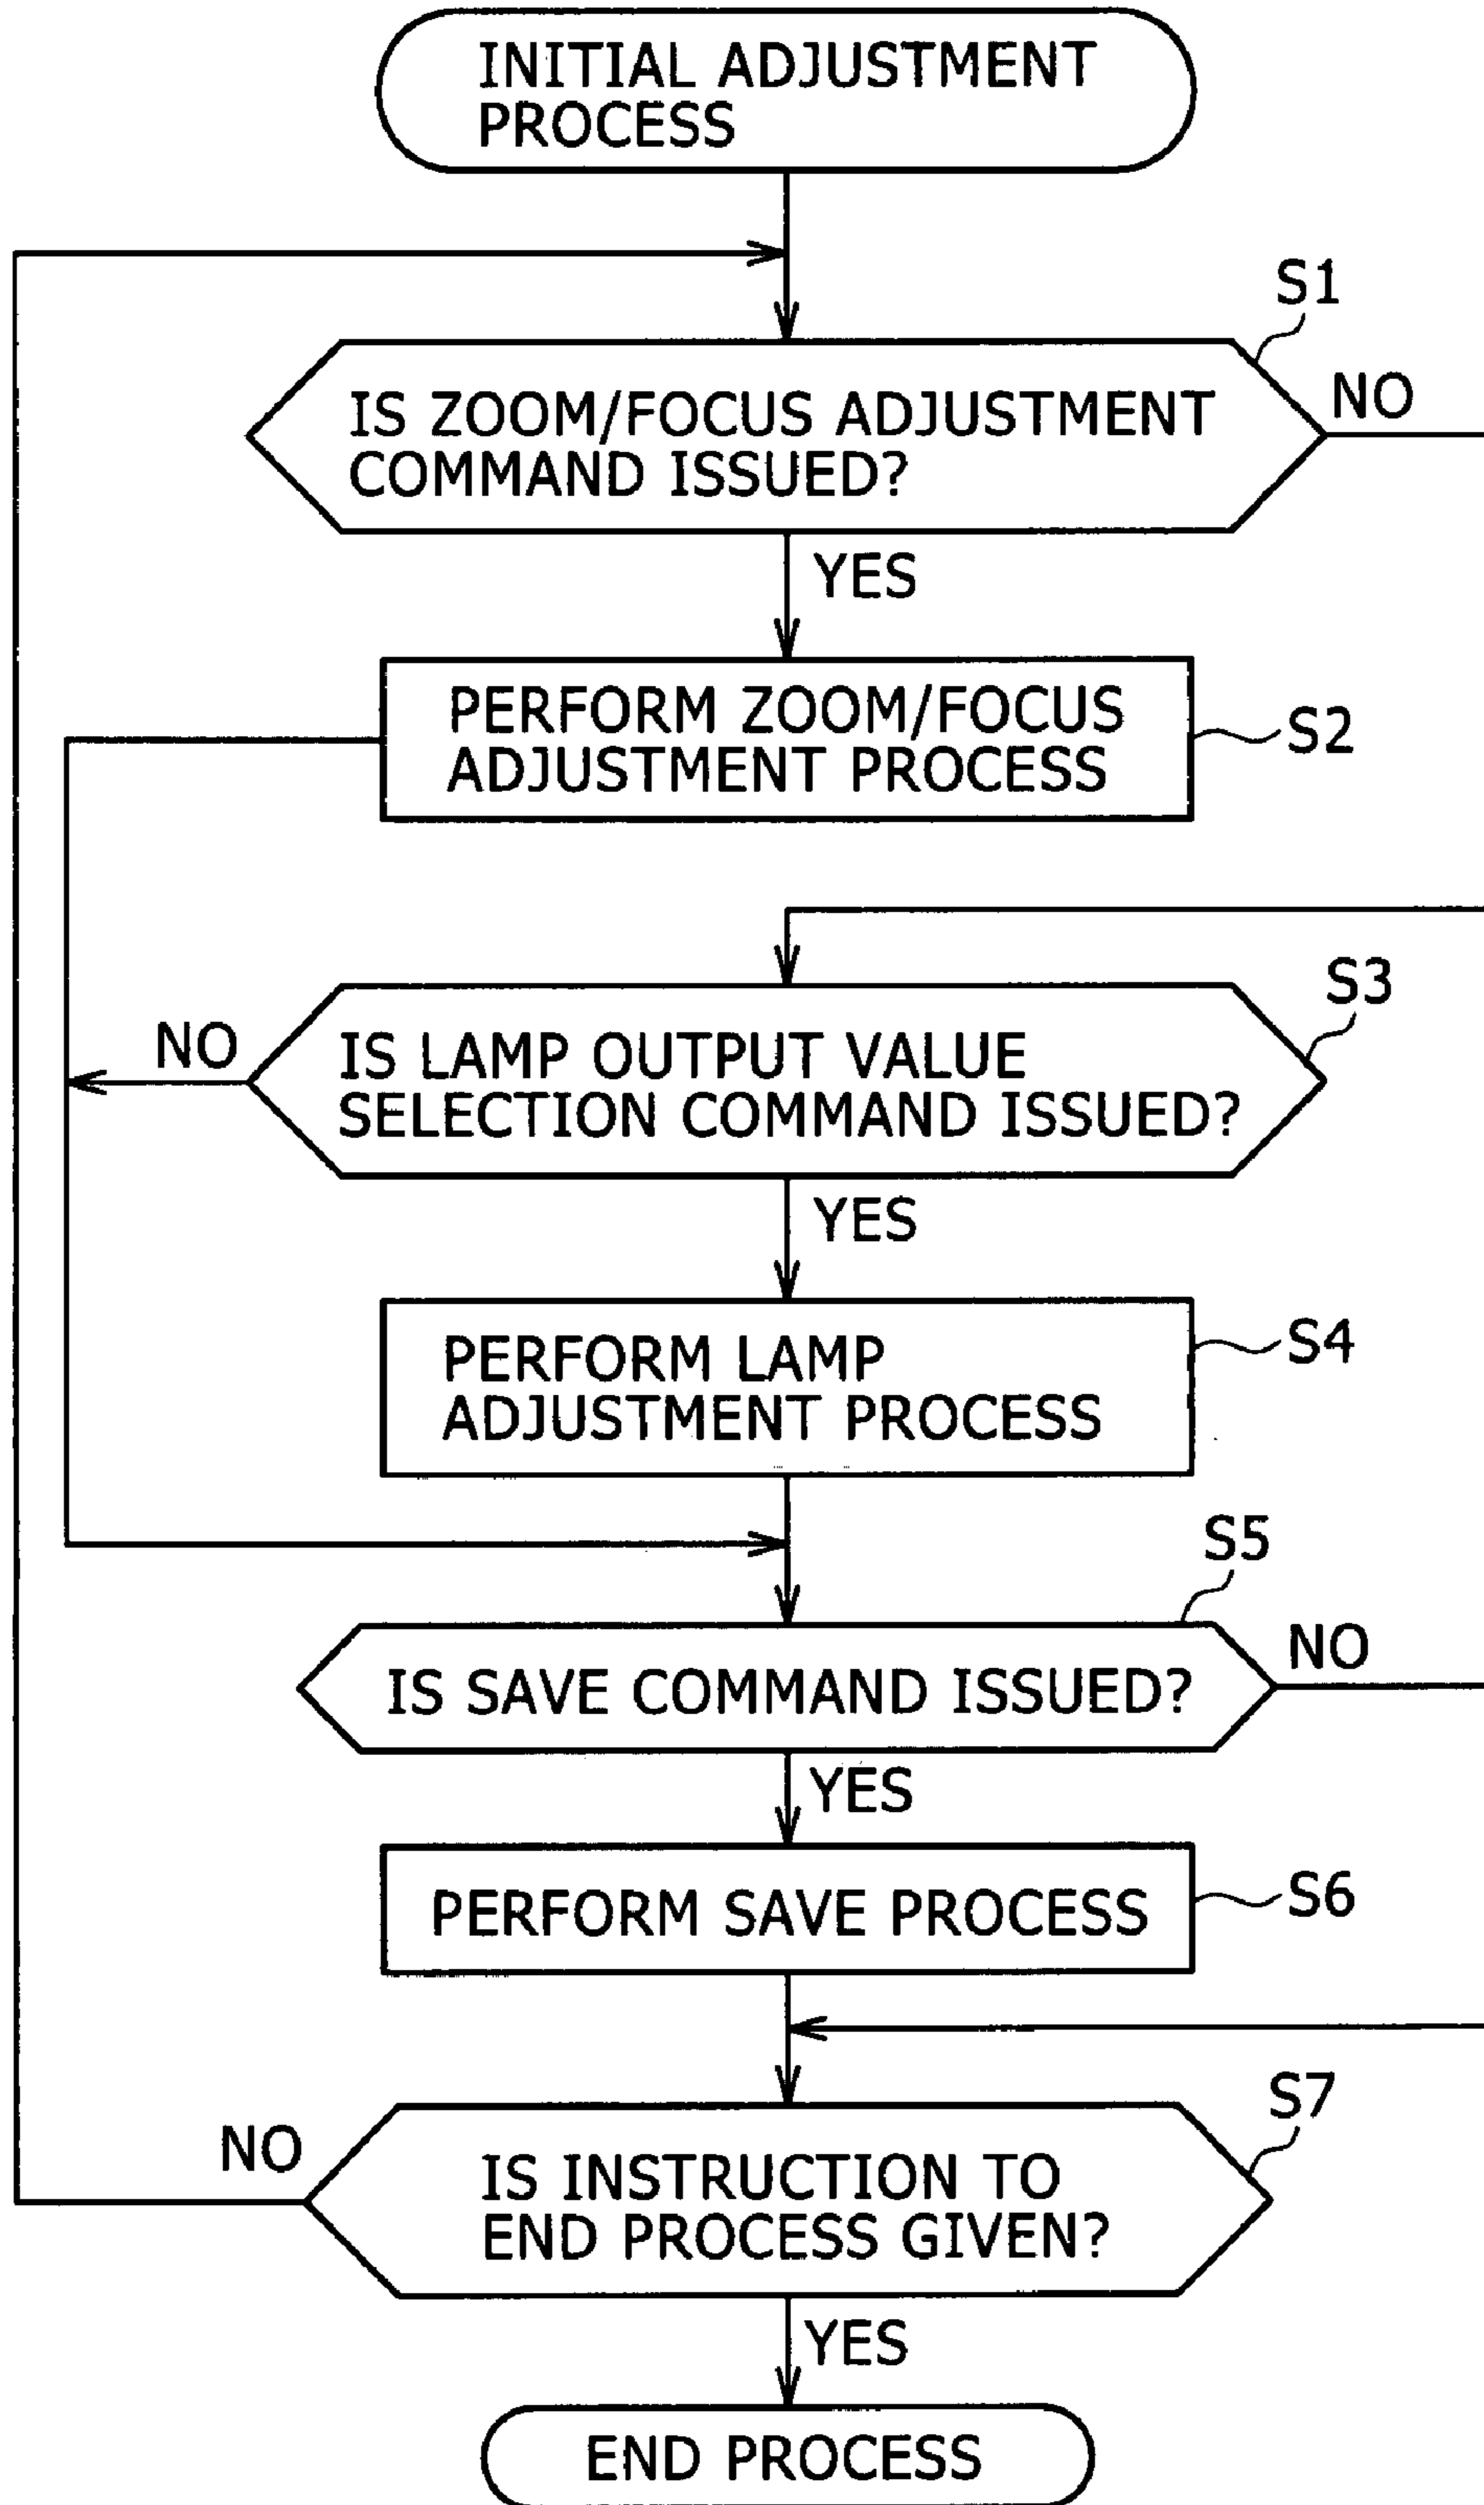 INITIAL ADJUSTMENT
PROCESS
S1
IS ZOOM/FOCUS ADJUSTMENT
COMMAND ISSUED?
NO
YES
PERFORM ZOOM/FOCUS
ADJUSTMENT PROCESS
S2
S3
NO
IS LAMP OUTPUT VALUE
SELECTION COMMAND ISSUED?
YES
PERFORM LAMP
ADJUSTMENT PROCESS
S4
S5
IS SAVE COMMAND ISSUED?
NO
YES
PERFORM SAVE PROCESS
S6
S7
NO
IS INSTRUCTION TO
END PROCESS GIVEN?
YES
END PROCESS